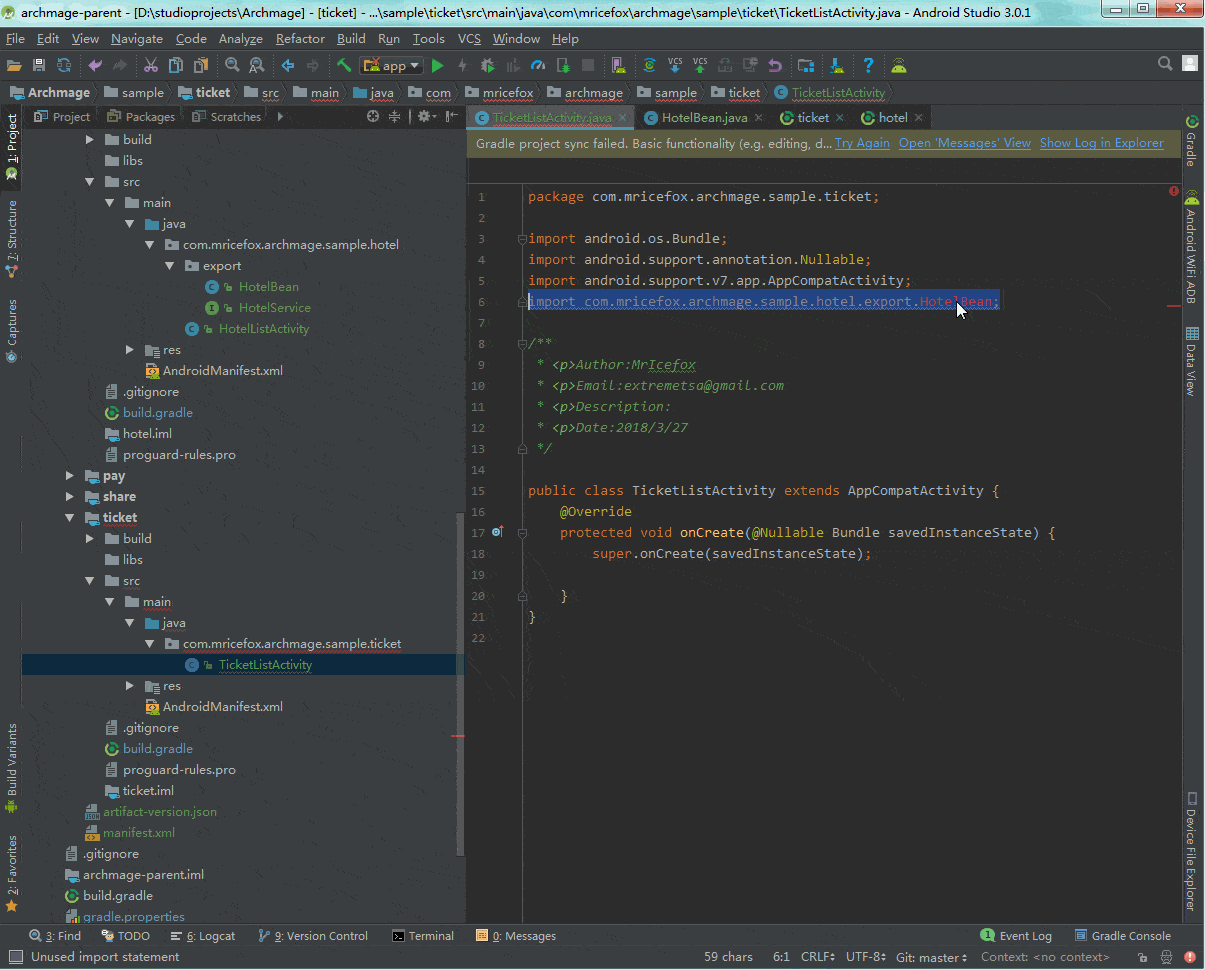 archmage-parent - [D:\studioprojects\Archmage] - [ticket] - ...\sample\ticket\src\main\java\com\mricefox\archmage\sample\ticket\TicketListActivity.java - Android Studio 3.0.1
File Edit View Navigate Code Analyze Refactor Build Run Tools VCS Window Help
app VCS VCS
Archmage sample ticket src main java com mricefox archmage sample ticket TicketListActivity
Project Packages Scratches
TicketListActivity.java HotelBean.java ticket hotel
Gradle project sync failed. Basic functionality (e.g. editing, d... Try Again Open 'Messages' View Show Log in Explorer
1: Project
7: Structure
Captures
Build Variants
2: Favorites
build
libs
src
main
java
com.mricefox.archmage.sample.hotel
export
HotelBean
HotelService
HotelListActivity
res
AndroidManifest.xml
.gitignore
build.gradle
hotel.iml
proguard-rules.pro
pay
share
ticket
build
libs
src
main
java
com.mricefox.archmage.sample.ticket
TicketListActivity
res
AndroidManifest.xml
.gitignore
build.gradle
proguard-rules.pro
ticket.iml
artifact-version.json
manifest.xml
.gitignore
archmage-parent.iml
build.gradle
gradle.properties
1 package com.mricefox.archmage.sample.ticket;
2
3 import android.os.Bundle;
4 import android.support.annotation.Nullable;
5 import android.support.v7.app.AppCompatActivity;
6 import com.mricefox.archmage.sample.hotel.export.HotelBean;
7
8 /**
9 * <p>Author:MrIcefox
10 * <p>Email:extremetsa@gmail.com
11 * <p>Description:
12 * <p>Date:2018/3/27
13 */
14
15 public class TicketListActivity extends AppCompatActivity {
16 @Override
17 protected void onCreate(@Nullable Bundle savedInstanceState) {
18 super.onCreate(savedInstanceState);
19
20 }
21 }
22
Gradle
Android WiFi ADB
Data View
Device File Explorer
3: Find TODO 6: Logcat 9: Version Control Terminal 0: Messages 1 Event Log Gradle Console
Unused import statement 59 chars 6:1 CRLF UTF-8 Git: master Context: <no context>